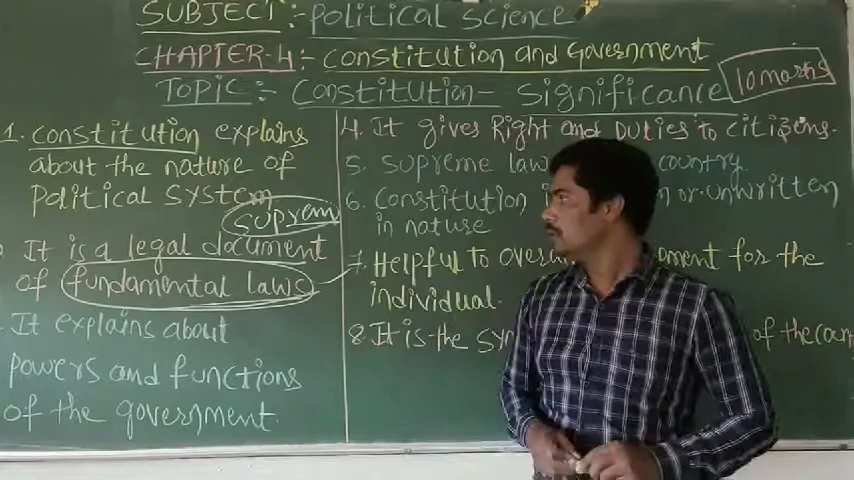 SUBJECT :- POLITICAL SCIENCE
CHAPTER-4 :- CONSTITUTION and Government
TOPIC :- CONSTITUTION- SIGNIFICANCE 10 marks
1. CONSTITUTION explains
about the nature of
POLITICAL SYSTEM
Suprem
It is a legal document
of fundamental laws
It explains about
Powers and functions
of the government
4. It gives Right and Duties to citizens.
5. SUPREME law country
6. CONSTITUTION or Unwritten,
in nature.
7. Helpful to for the
individual.
8. It is the of the